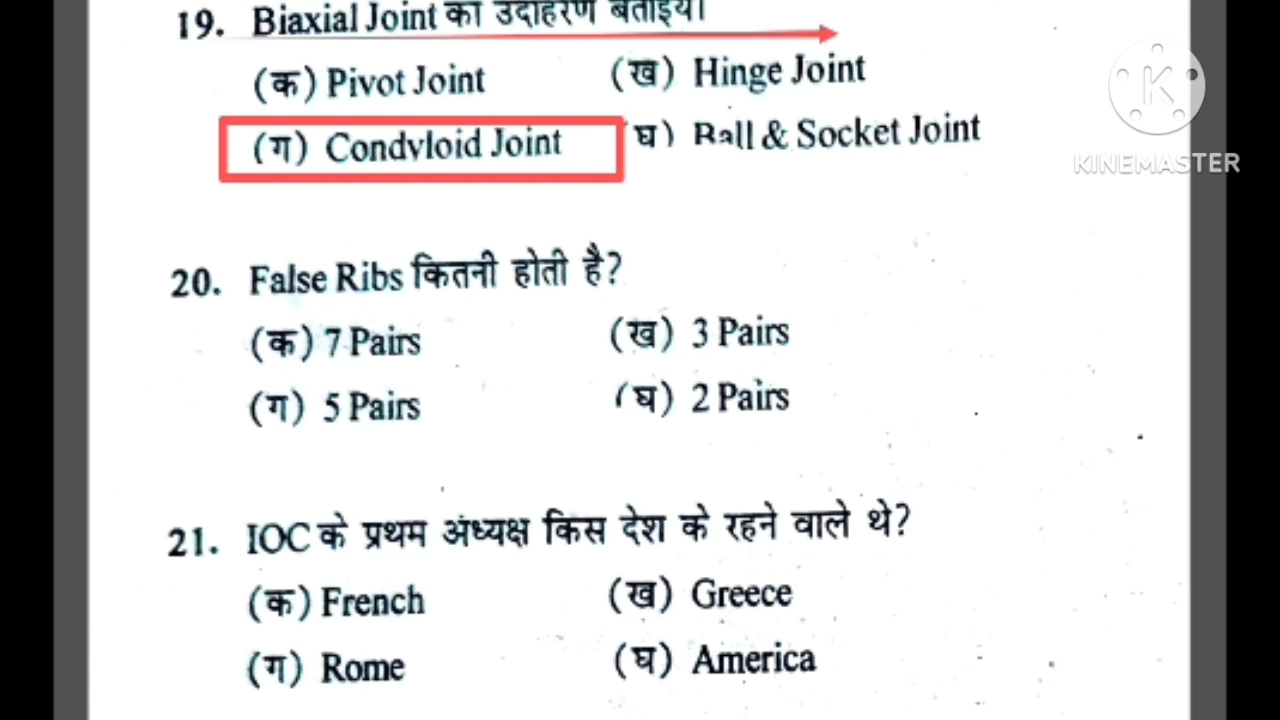 19. Biaxial Joint का उदाहरण बताइये।
(क) Pivot Joint (ख) Hinge Joint
(ग) Condyloid Joint (घ) Ball & Socket Joint
K
KINEMASTER
20. False Ribs कितनी होती है?
(क) 7 Pairs (ख) 3 Pairs
(ग) 5 Pairs (घ) 2 Pairs
21. IOC के प्रथम अंध्यक्ष किस देश के रहने वाले थे?
(क) French (ख) Greece
(ग) Rome (घ) America